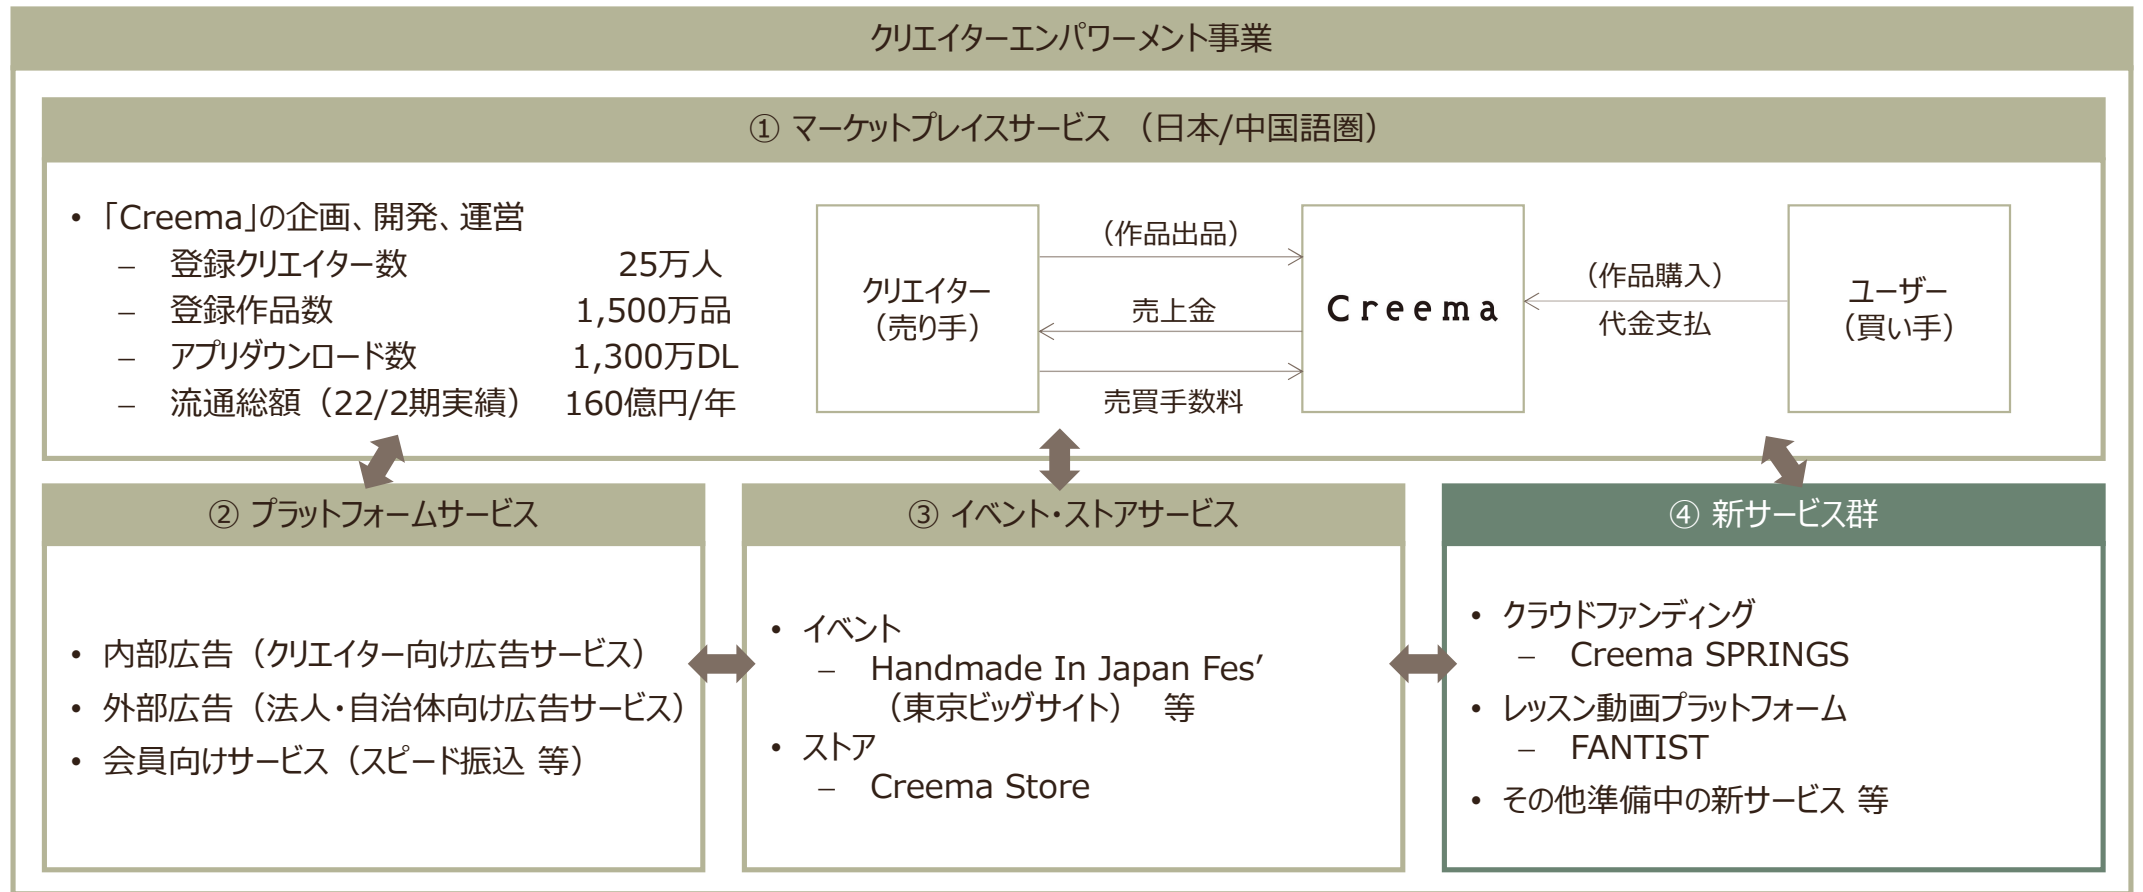 クリエイターエンパワーメント事業
① マーケットプレイスサービス （日本/中国語圏）
• 「Creema」の企画、開発、運営
– 登録クリエイター数 25万人
– 登録作品数 1,500万品
– アプリダウンロード数 1,300万DL
– 流通総額（22/2期実績） 160億円/年
クリエイター
（売り手）
（作品出品）
売上金
売買手数料
Creema
（作品購入）
代金支払
ユーザー
（買い手）
② プラットフォームサービス
• 内部広告（クリエイター向け広告サービス）
• 外部広告（法人・自治体向け広告サービス）
• 会員向けサービス（スピード振込 等）
③ イベント・ストアサービス
• イベント
– Handmade In Japan Fes’
（東京ビッグサイト） 等
• ストア
– Creema Store
④ 新サービス群
• クラウドファンディング
– Creema SPRINGS
• レッスン動画プラットフォーム
– FANTIST
• その他準備中の新サービス 等